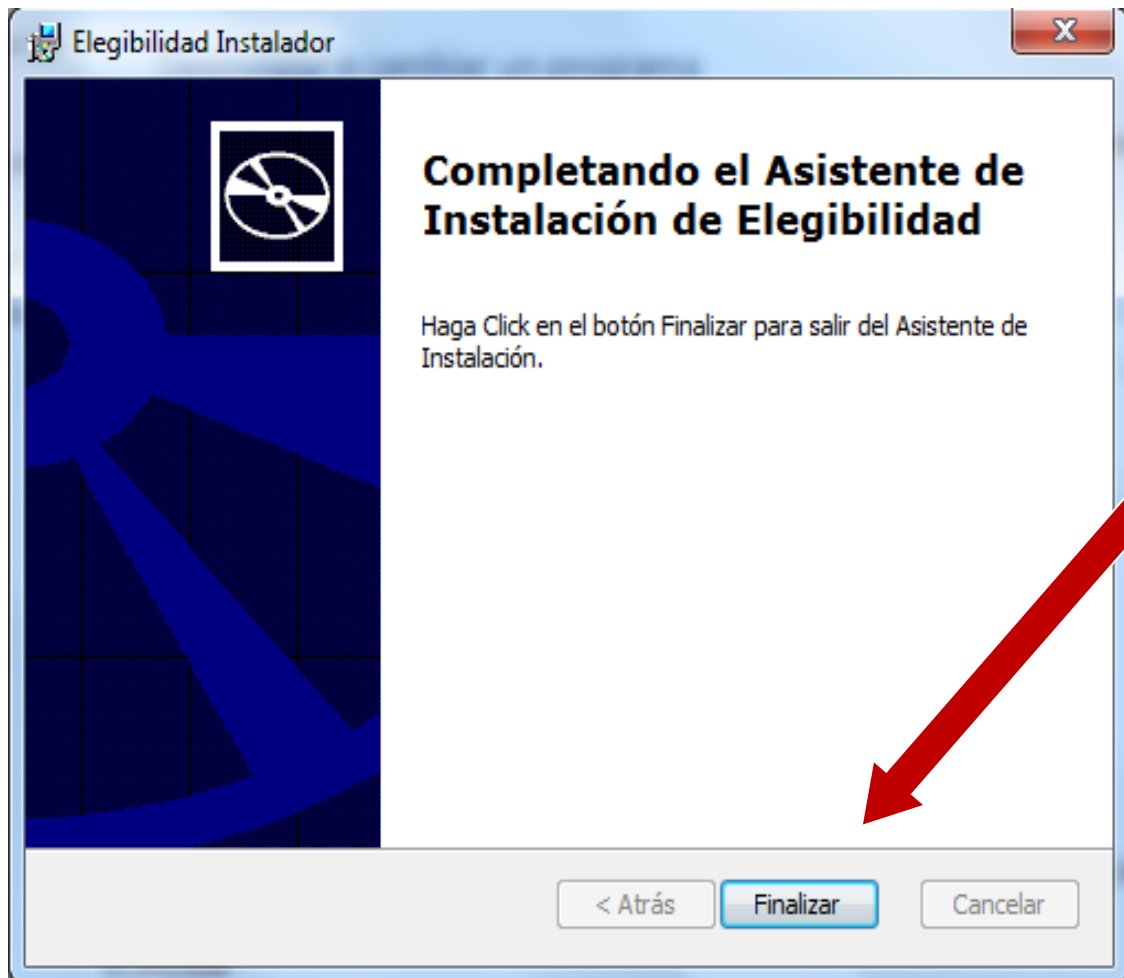 Elegibilidad Instalador
x
Completando el Asistente de
Instalación de Elegibilidad
Haga Click en el botón Finalizar para salir del Asistente de
Instalación.
< Atrás
Finalizar
Cancelar